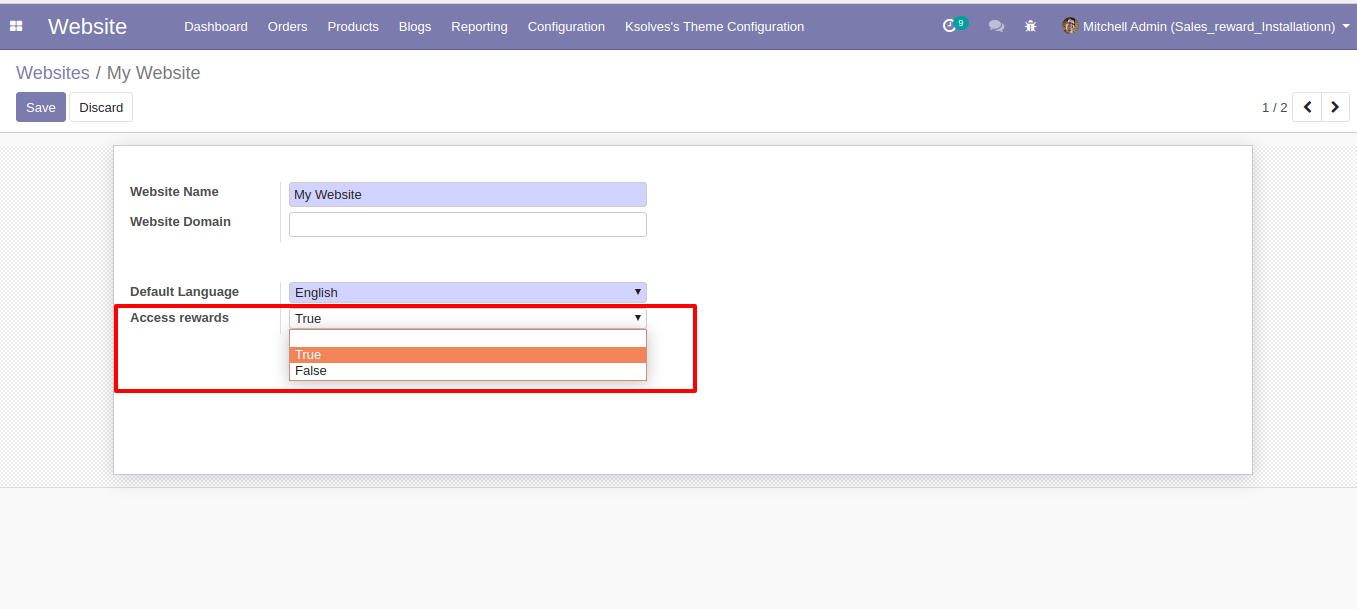 Website Dashboard Orders Products Blogs Reporting Configuration Ksolves's Theme Configuration 9 Mitchell Admin (Sales_reward_Installationn)
Websites / My Website
Save Discard 1 / 2
Website Name My Website
Website Domain
Default Language English
Access rewards True
True
False